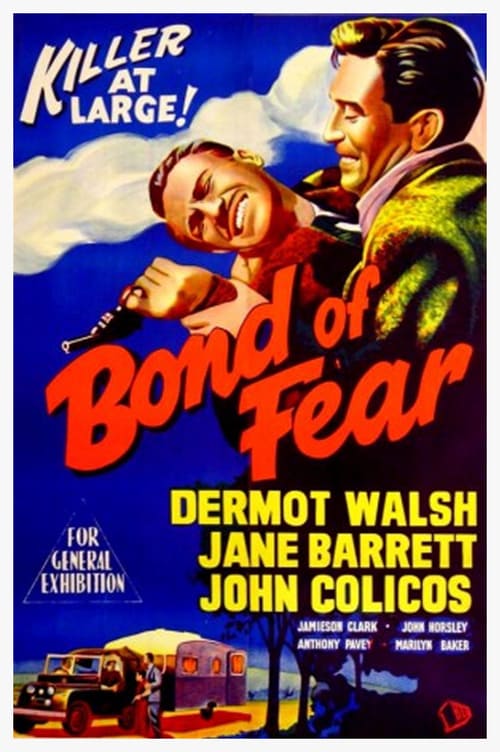 KILLER
AT
LARGE!
Bond of
Fear
DERMOT WALSH
JANE BARRETT
JOHN COLICOS
FOR
GENERAL
EXHIBITION
JAMIESON CLARK • JOHN HORSLEY
ANTHONY PAVEY • MARILYN BAKER